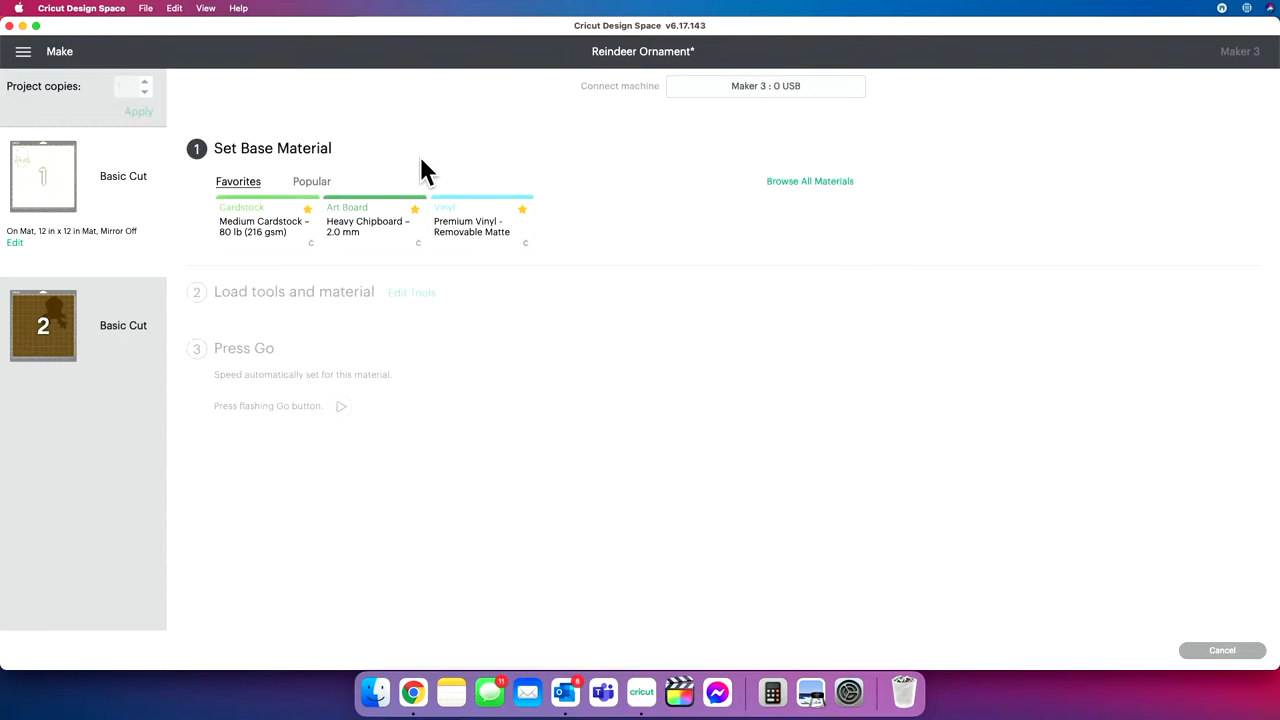 Cricut Design Space File Edit View Help
Cricut Design Space v6.17.143
Make
Reindeer Ornament*
Maker 3
Project copies:
1
Apply
Connect machine
Maker 3 : 0 USB
1
Basic Cut
On Mat, 12 in x 12 in Mat, Mirror Off
Edit
2
Basic Cut
1 Set Base Material
Favorites Popular
Browse All Materials
Cardstock
Medium Cardstock –
80 lb (216 gsm)
C
Art Board
Heavy Chipboard –
2.0 mm
C
Vinyl
Premium Vinyl -
Removable Matte
C
2 Load tools and material Edit Tools
3 Press Go
Speed automatically set for this material.
Press flashing Go button.
Cancel
11
8
cricut